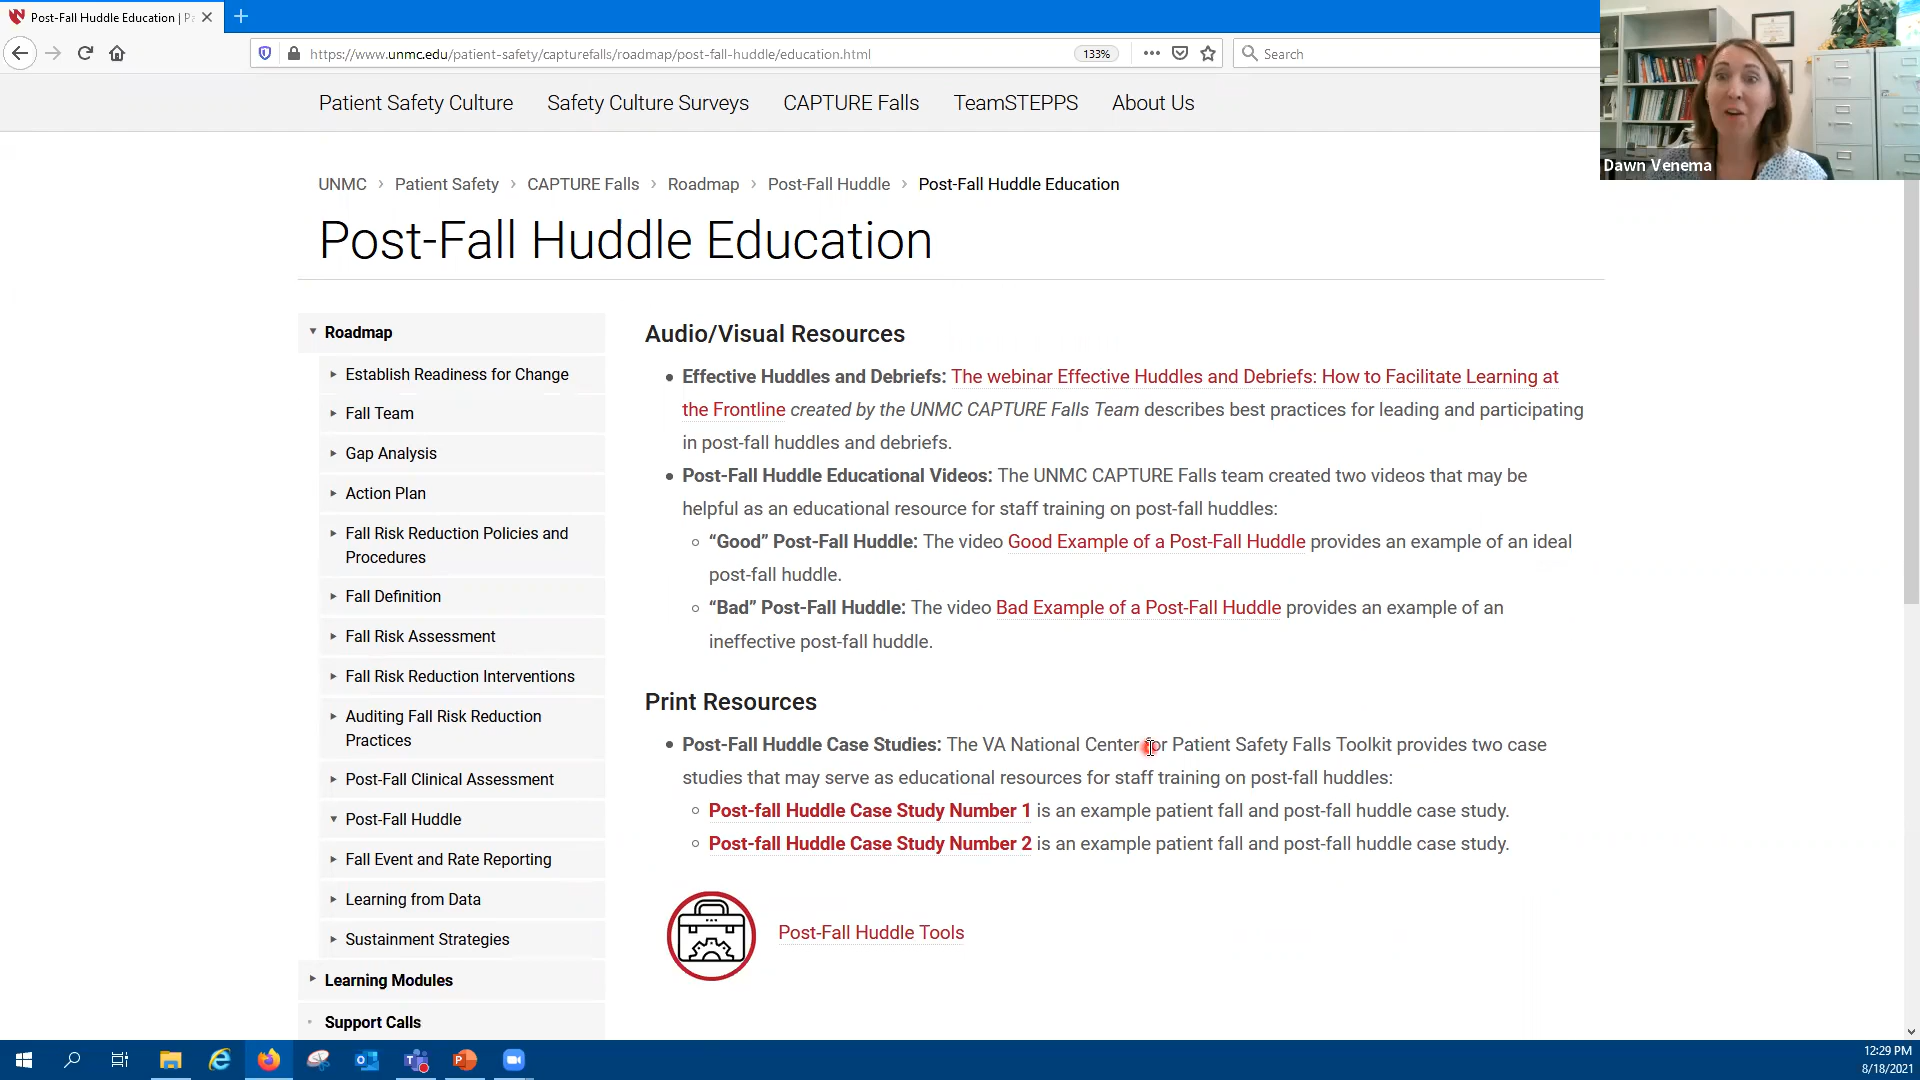 Post-Fall Huddle Education | Pa
https://www.unmc.edu/patient-safety/capturefalls/roadmap/post-fall-huddle/education.html
133%
Search
Dawn Venema
Patient Safety Culture
Safety Culture Surveys
CAPTURE Falls
TeamSTEPPS
About Us
UNMC > Patient Safety > CAPTURE Falls > Roadmap > Post-Fall Huddle > Post-Fall Huddle Education
Post-Fall Huddle Education
Roadmap
Establish Readiness for Change
Fall Team
Gap Analysis
Action Plan
Fall Risk Reduction Policies and
Procedures
Fall Definition
Fall Risk Assessment
Fall Risk Reduction Interventions
Auditing Fall Risk Reduction
Practices
Post-Fall Clinical Assessment
Post-Fall Huddle
Fall Event and Rate Reporting
Learning from Data
Sustainment Strategies
Learning Modules
Support Calls
Audio/Visual Resources
Effective Huddles and Debriefs: The webinar Effective Huddles and Debriefs: How to Facilitate Learning at
the Frontline created by the UNMC CAPTURE Falls Team describes best practices for leading and participating
in post-fall huddles and debriefs.
Post-Fall Huddle Educational Videos: The UNMC CAPTURE Falls team created two videos that may be
helpful as an educational resource for staff training on post-fall huddles:
“Good” Post-Fall Huddle: The video Good Example of a Post-Fall Huddle provides an example of an ideal
post-fall huddle.
“Bad” Post-Fall Huddle: The video Bad Example of a Post-Fall Huddle provides an example of an
ineffective post-fall huddle.
Print Resources
Post-Fall Huddle Case Studies: The VA National Center for Patient Safety Falls Toolkit provides two case
studies that may serve as educational resources for staff training on post-fall huddles:
Post-fall Huddle Case Study Number 1 is an example patient fall and post-fall huddle case study.
Post-fall Huddle Case Study Number 2 is an example patient fall and post-fall huddle case study.
Post-Fall Huddle Tools
12:29 PM
8/18/2021